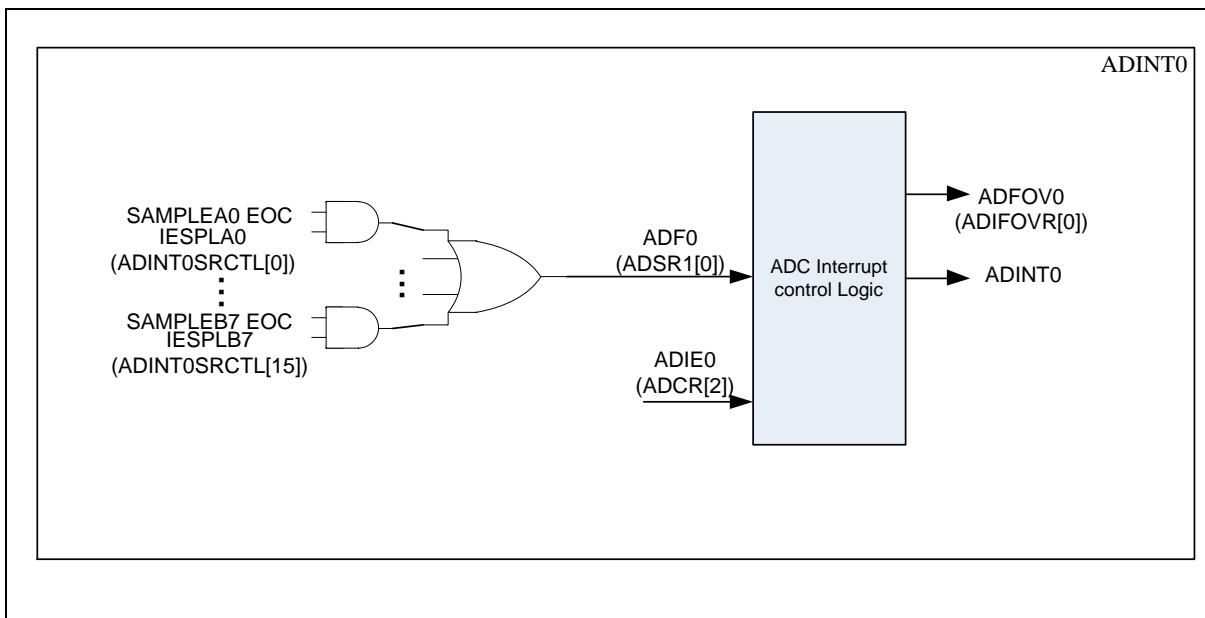 ADINT0
SAMPLEA0 EOC
IESPLA0
(ADINT0SRCTL[0])
SAMPLEB7 EOC
IESPLB7
(ADINT0SRCTL[15])
ADF0
(ADSR1[0])
ADIE0
(ADCR[2])
ADC Interrupt
control Logic
ADFOV0
(ADIFOVR[0])
ADINT0